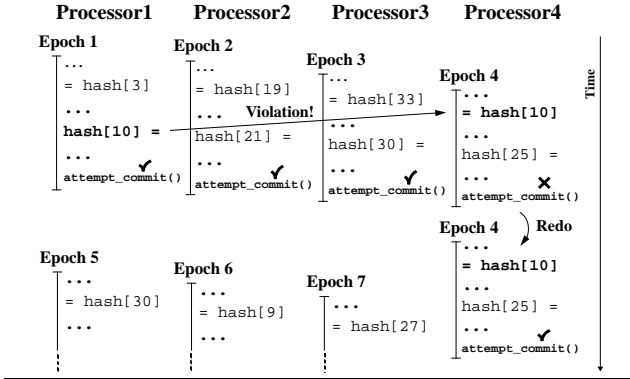 Processor1 Processor2 Processor3 Processor4
Epoch 1
...
= hash[3]
...
hash[10] =
...
attempt_commit()
Epoch 2
...
= hash[19]
...
hash[21] =
...
attempt_commit()
Epoch 3
...
= hash[33]
...
hash[30] =
...
attempt_commit()
Epoch 4
...
= hash[10]
...
hash[25] =
...
attempt_commit()
Violation!
Time
Redo
Epoch 5
...
= hash[30]
...
Epoch 6
...
= hash[9]
...
Epoch 7
...
= hash[27]
Epoch 4
...
= hash[10]
...
hash[25] =
...
attempt_commit()